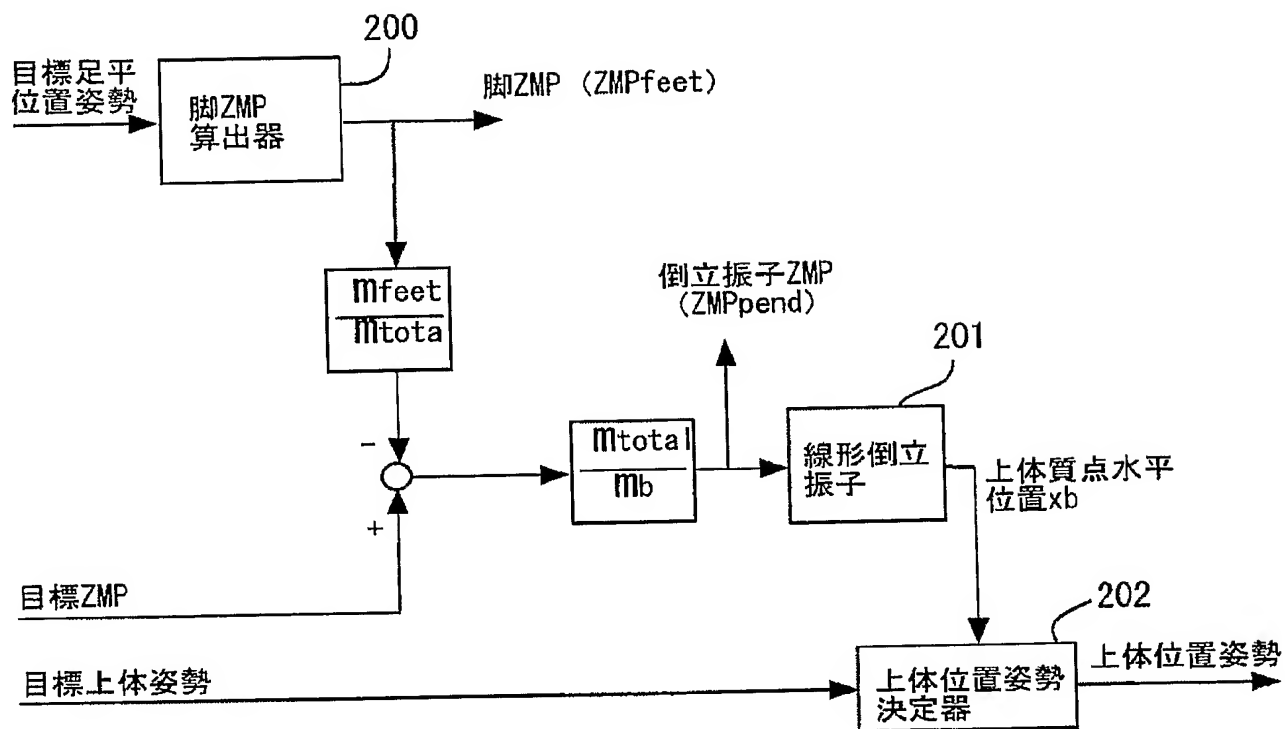 200
目標足平
位置姿勢
脚ZMP
算出器
脚ZMP (ZMPfeet)
mfeet
mtota
倒立振子ZMP
(ZMPpend)
201
-
+
mtotal
mb
線形倒立
振子
上体質点水平
位置xb
目標ZMP
202
目標上体姿勢
上体位置姿勢
決定器
上体位置姿勢